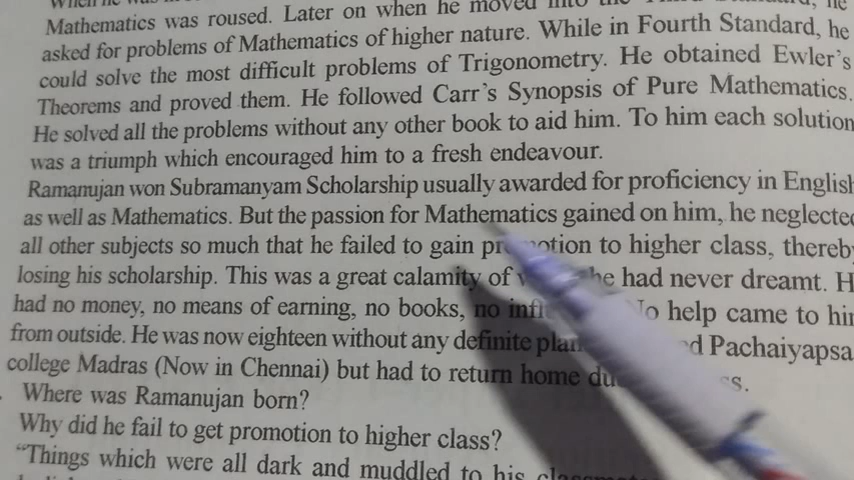 Mathematics was roused. Later on when he moved into the Standard, he
asked for problems of Mathematics of higher nature. While in Fourth Standard, he
could solve the most difficult problems of Trigonometry. He obtained Ewler's
Theorems and proved them. He followed Carr's Synopsis of Pure Mathematics.
He solved all the problems without any other book to aid him. To him each solution
was a triumph which encouraged him to a fresh endeavour.
Ramanujan won Subramanyam Scholarship usually awarded for proficiency in English
as well as Mathematics. But the passion for Mathematics gained on him, he neglected
all other subjects so much that he failed to gain promotion to higher class, thereby
losing his scholarship. This was a great calamity of he had never dreamt. H
had no money, no means of earning, no books, no No help came to hi
from outside. He was now eighteen without any definite plan Pachaiyapsa
college Madras (Now in Chennai) but had to return home
Where was Ramanujan born?
Why did he fail to get promotion to higher class?
"Things which were all dark and muddled to his